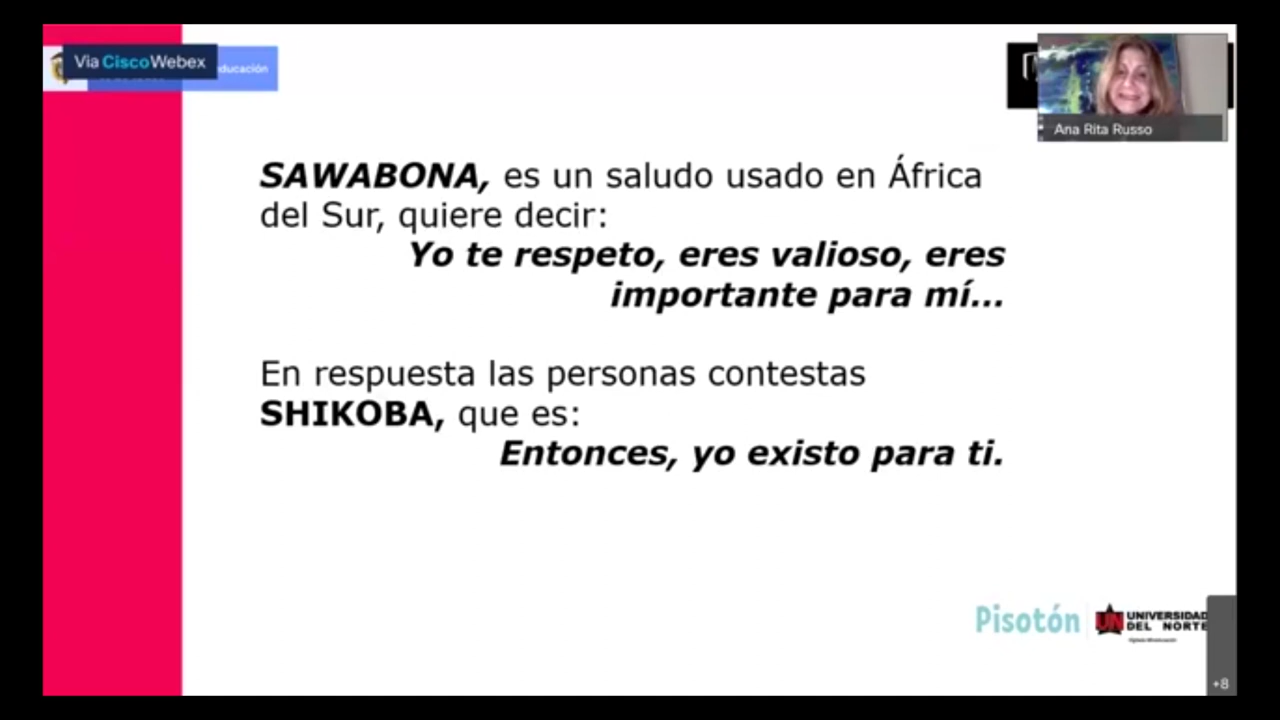 Via CiscoWebex
educación
Ana Rita Russo
SAWABONA, es un saludo usado en África
del Sur, quiere decir:
Yo te respeto, eres valioso, eres
importante para mí...
En respuesta las personas contestas
SHIKOBA, que es:
Entonces, yo existo para ti.
Pisotón
UN UNIVERSIDAD
DEL NORTE
+8